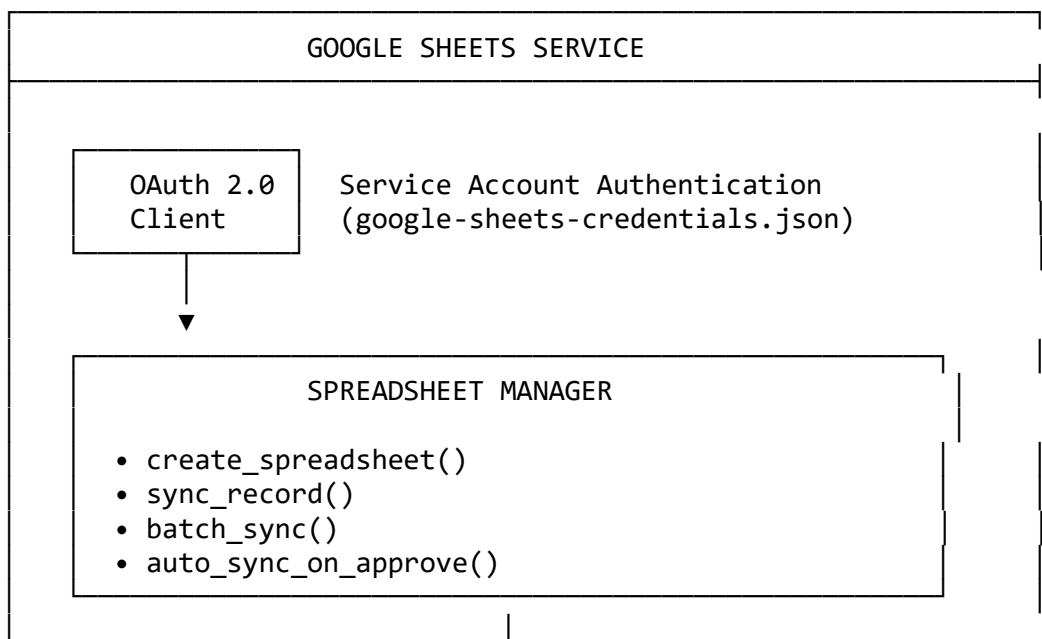 GOOGLE SHEETS SERVICE
OAuth 2.0 Service Account Authentication
Client (google-sheets-credentials.json)
SPREADSHEET MANAGER
• create_spreadsheet()
• sync_record()
• batch_sync()
• auto_sync_on_approve()